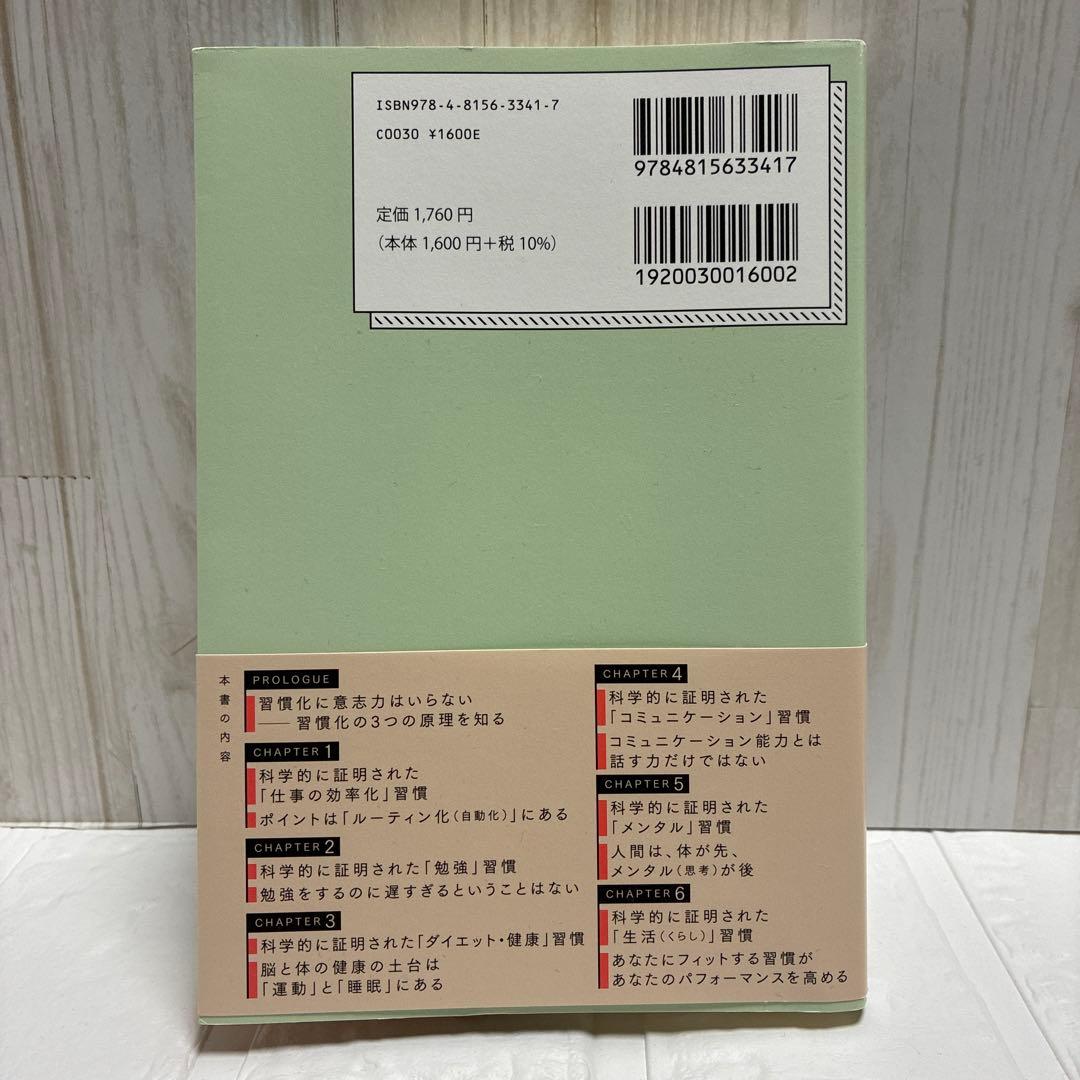 ISBN978-4-8156-3341-7
C0030 ¥1600E
定価 1,760 円
（本体 1,600 円＋税 10%）
9784815633417
1920030016002
本書の内容
PROLOGUE
習慣化に意志力はいらない
── 習慣化の3つの原理を知る
CHAPTER 1
科学的に証明された
「仕事の効率化」習慣
ポイントは「ルーティン化（自動化）」にある
CHAPTER 2
科学的に証明された「勉強」習慣
勉強をするのに遅すぎるということはない
CHAPTER 3
科学的に証明された「ダイエット・健康」習慣
脳と体の健康の土台は
「運動」と「睡眠」にある
CHAPTER 4
科学的に証明された
「コミュニケーション」習慣
コミュニケーション能力とは
話す力だけではない
CHAPTER 5
科学的に証明された
「メンタル」習慣
人間は、体が先、
メンタル（思考）が後
CHAPTER 6
科学的に証明された
「生活（くらし）」習慣
あなたにフィットする習慣が
あなたのパフォーマンスを高める